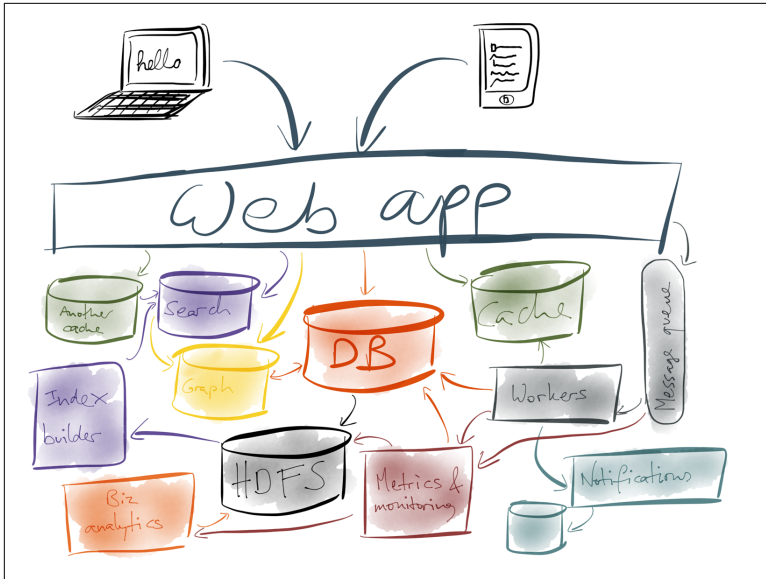 hello
Web app
Another
cache
Search
DB
Cache
Message queue
Graph
Index
builder
Workers
HDFS
Metrics &
monitoring
Notifications
Biz
analytics